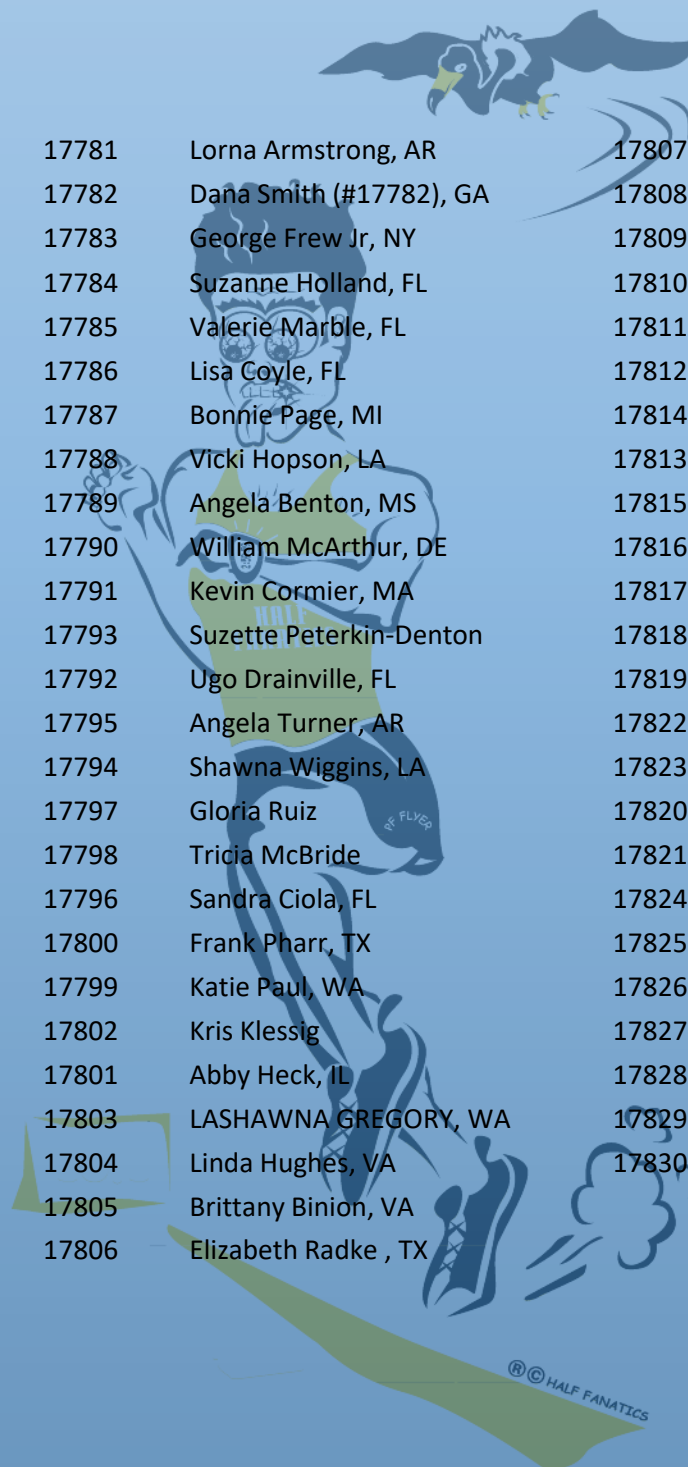 17781 Lorna Armstrong, AR 17807
17782 Dana Smith (#17782), GA 17808
17783 George Frew Jr, NY 17809
17784 Suzanne Holland, FL 17810
17785 Valerie Marble, FL 17811
17786 Lisa Coyle, FL 17812
17787 Bonnie Page, MI 17814
17788 Vicki Hopson, LA 17813
17789 Angela Benton, MS 17815
17790 William McArthur, DE 17816
17791 Kevin Cormier, MA 17817
17793 Suzette Peterkin-Denton 17818
17792 Ugo Drainville, FL 17819
17795 Angela Turner, AR 17822
17794 Shawna Wiggins, LA 17823
17797 Gloria Ruiz 17820
17798 Tricia McBride 17821
17796 Sandra Ciola, FL 17824
17800 Frank Pharr, TX 17825
17799 Katie Paul, WA 17826
17802 Kris Klessig 17827
17801 Abby Heck, IL 17828
17803 LASHAWNA GREGORY, WA 17829
17804 Linda Hughes, VA 17830
17805 Brittany Binion, VA
17806 Elizabeth Radke , TX
HALF
PF FLYER
®© HALF FANATICS